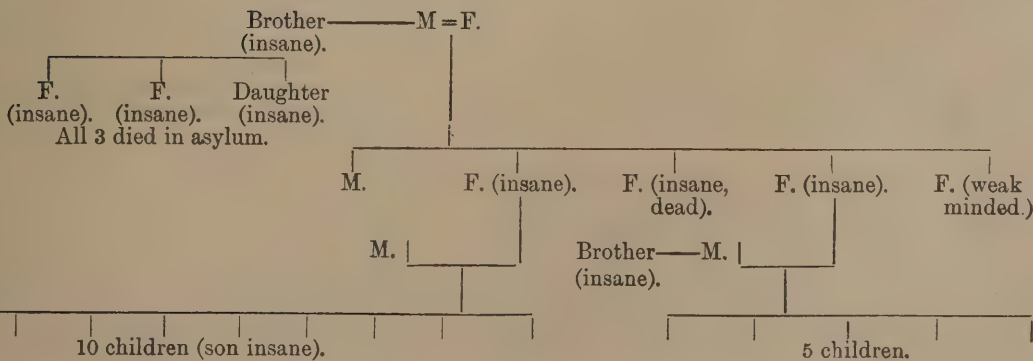 Brother M = F.
(insane).
F. F. Daughter
(insane). (insane). (insane).
All 3 died in asylum.
M. F. (insane). F. (insane, F. (insane). F. (weak
dead). minded.)
M. Brother M.
(insane).
10 children (son insane). 5 children.